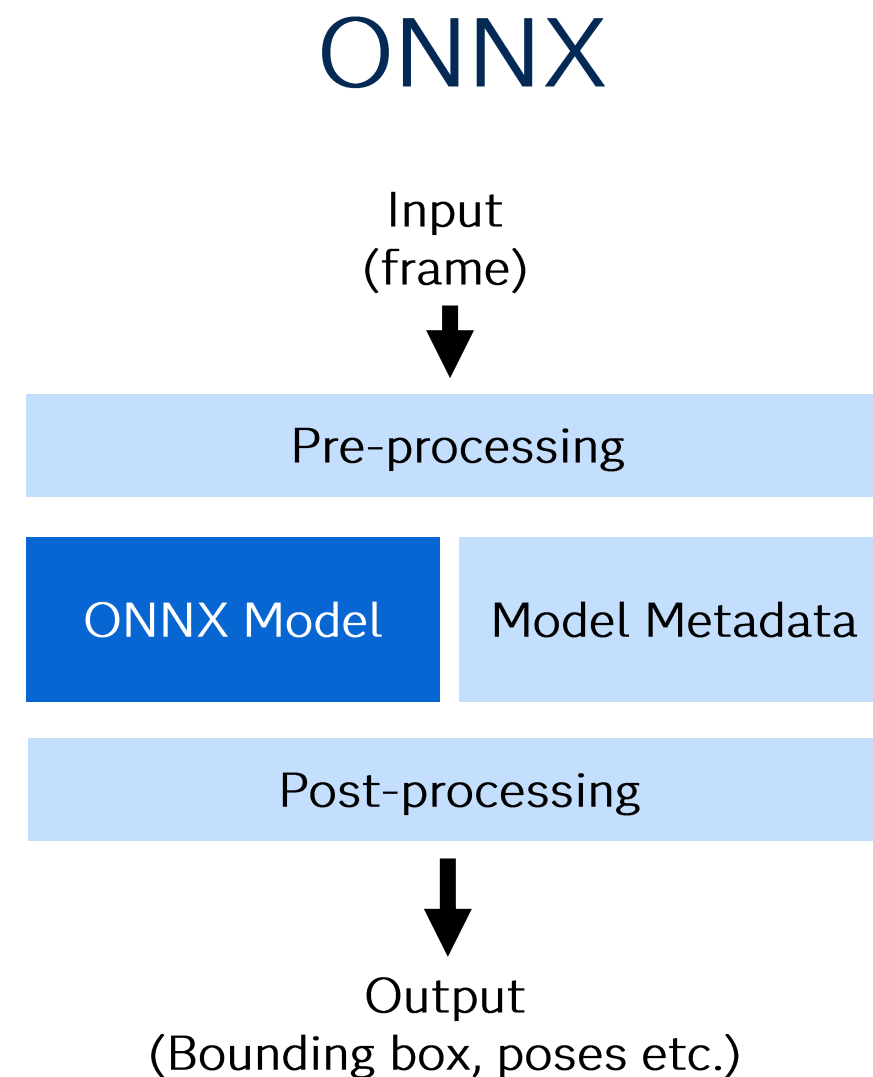 ONNX
Input
(frame)
Pre-processing
ONNX Model
Model Metadata
Post-processing
Output
(Bounding box, poses etc.)